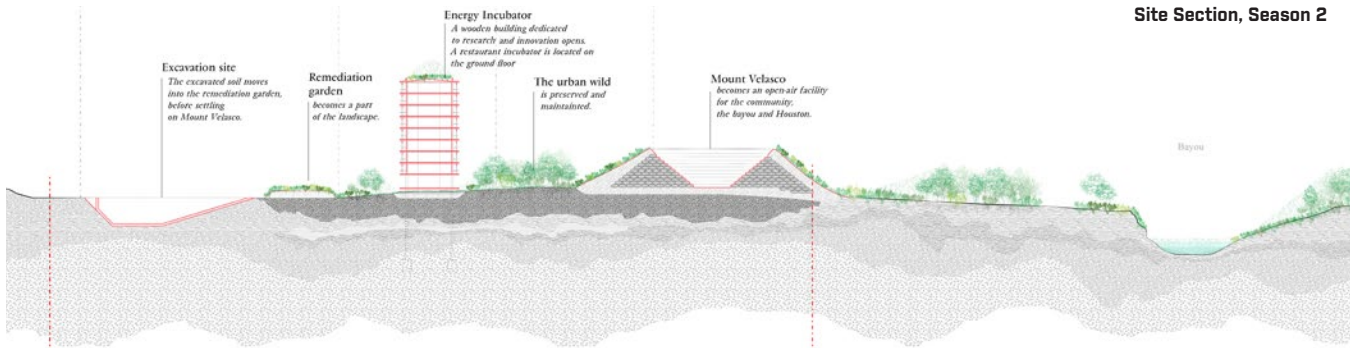 Site Section, Season 2
Energy Incubator
A wooden building dedicated
to research and innovation opens.
A restaurant incubator is located on
the ground floor
Excavation site
The excavated soil moves
into the remediation garden,
before settling
on Mount Velasco.
Remediation
garden
becomes a part
of the landscape.
The urban wild
is preserved and
maintainted.
Mount Velasco
becomes an open-air facility
for the community,
the bayou and Houston.
Bayou